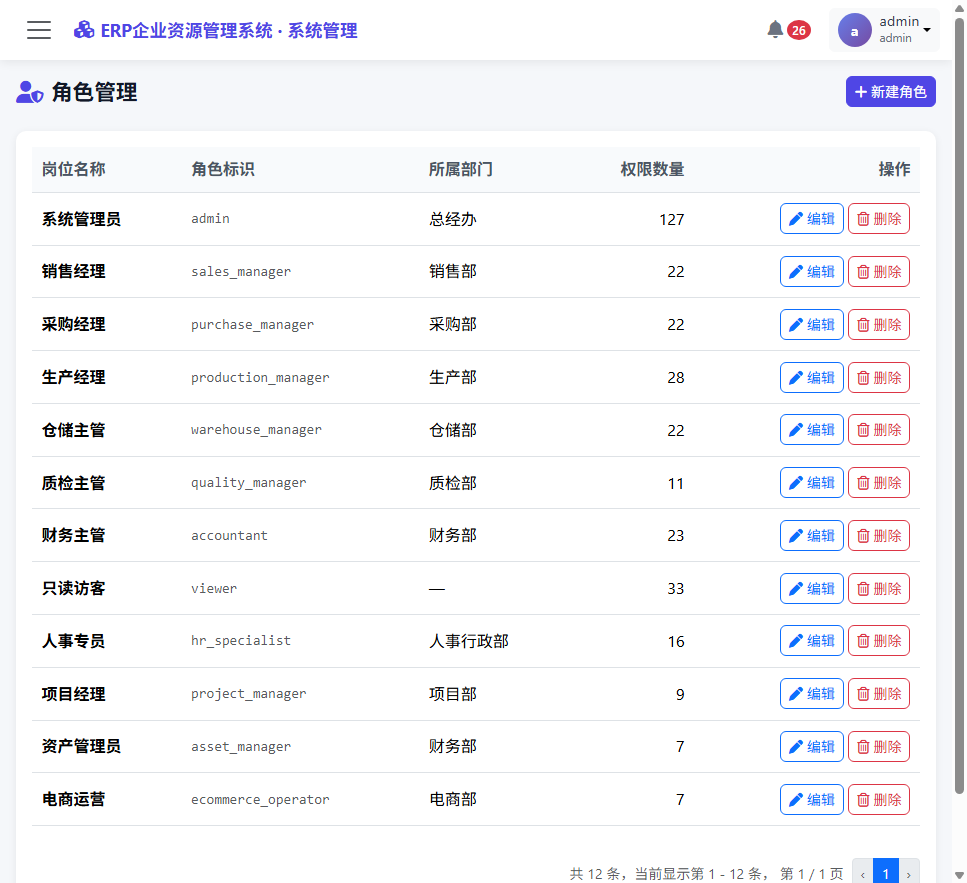 ERP企业资源管理系统 · 系统管理
26
a
admin
admin
角色管理
新建角色
岗位名称 角色标识 所属部门 权限数量 操作
系统管理员 admin 总经办 127 编辑 删除
销售经理 sales_manager 销售部 22 编辑 删除
采购经理 purchase_manager 采购部 22 编辑 删除
生产经理 production_manager 生产部 28 编辑 删除
仓储主管 warehouse_manager 仓储部 22 编辑 删除
质检主管 quality_manager 质检部 11 编辑 删除
财务主管 accountant 财务部 23 编辑 删除
只读访客 viewer — 33 编辑 删除
人事专员 hr_specialist 人事行政部 16 编辑 删除
项目经理 project_manager 项目部 9 编辑 删除
资产管理员 asset_manager 财务部 7 编辑 删除
电商运营 ecommerce_operator 电商部 7 编辑 删除
共 12 条，当前显示第 1 - 12 条， 第 1 / 1 页 ‹ 1 ›